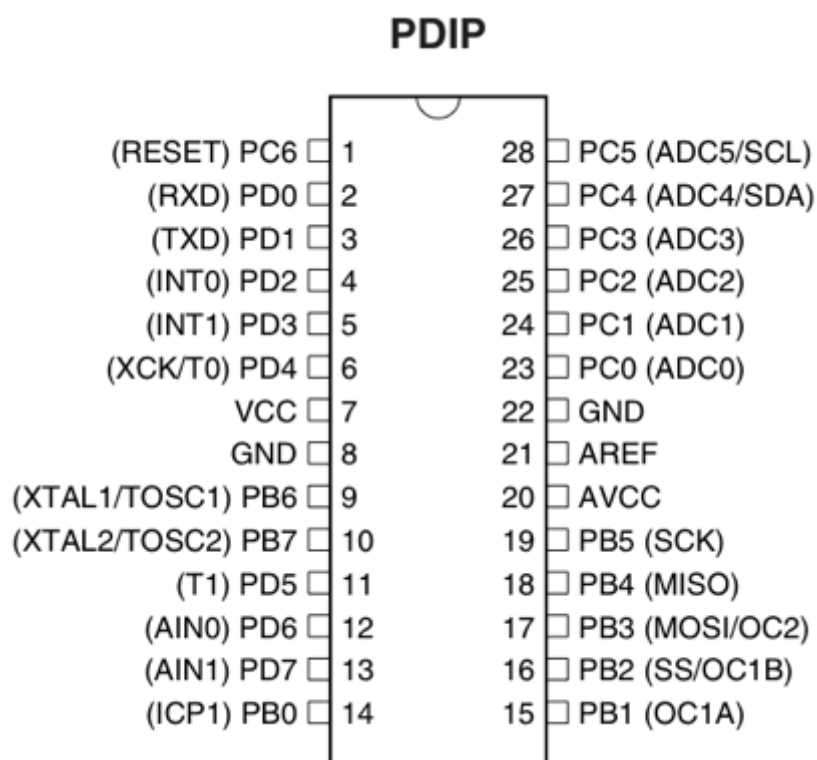 PDIP
(RESET) PC6 1 28 PC5 (ADC5/SCL)
(RXD) PD0 2 27 PC4 (ADC4/SDA)
(TXD) PD1 3 26 PC3 (ADC3)
(INT0) PD2 4 25 PC2 (ADC2)
(INT1) PD3 5 24 PC1 (ADC1)
(XCK/T0) PD4 6 23 PC0 (ADC0)
VCC 7 22 GND
GND 8 21 AREF
(XTAL1/TOSC1) PB6 9 20 AVCC
(XTAL2/TOSC2) PB7 10 19 PB5 (SCK)
(T1) PD5 11 18 PB4 (MISO)
(AIN0) PD6 12 17 PB3 (MOSI/OC2)
(AIN1) PD7 13 16 PB2 (SS/OC1B)
(ICP1) PB0 14 15 PB1 (OC1A)